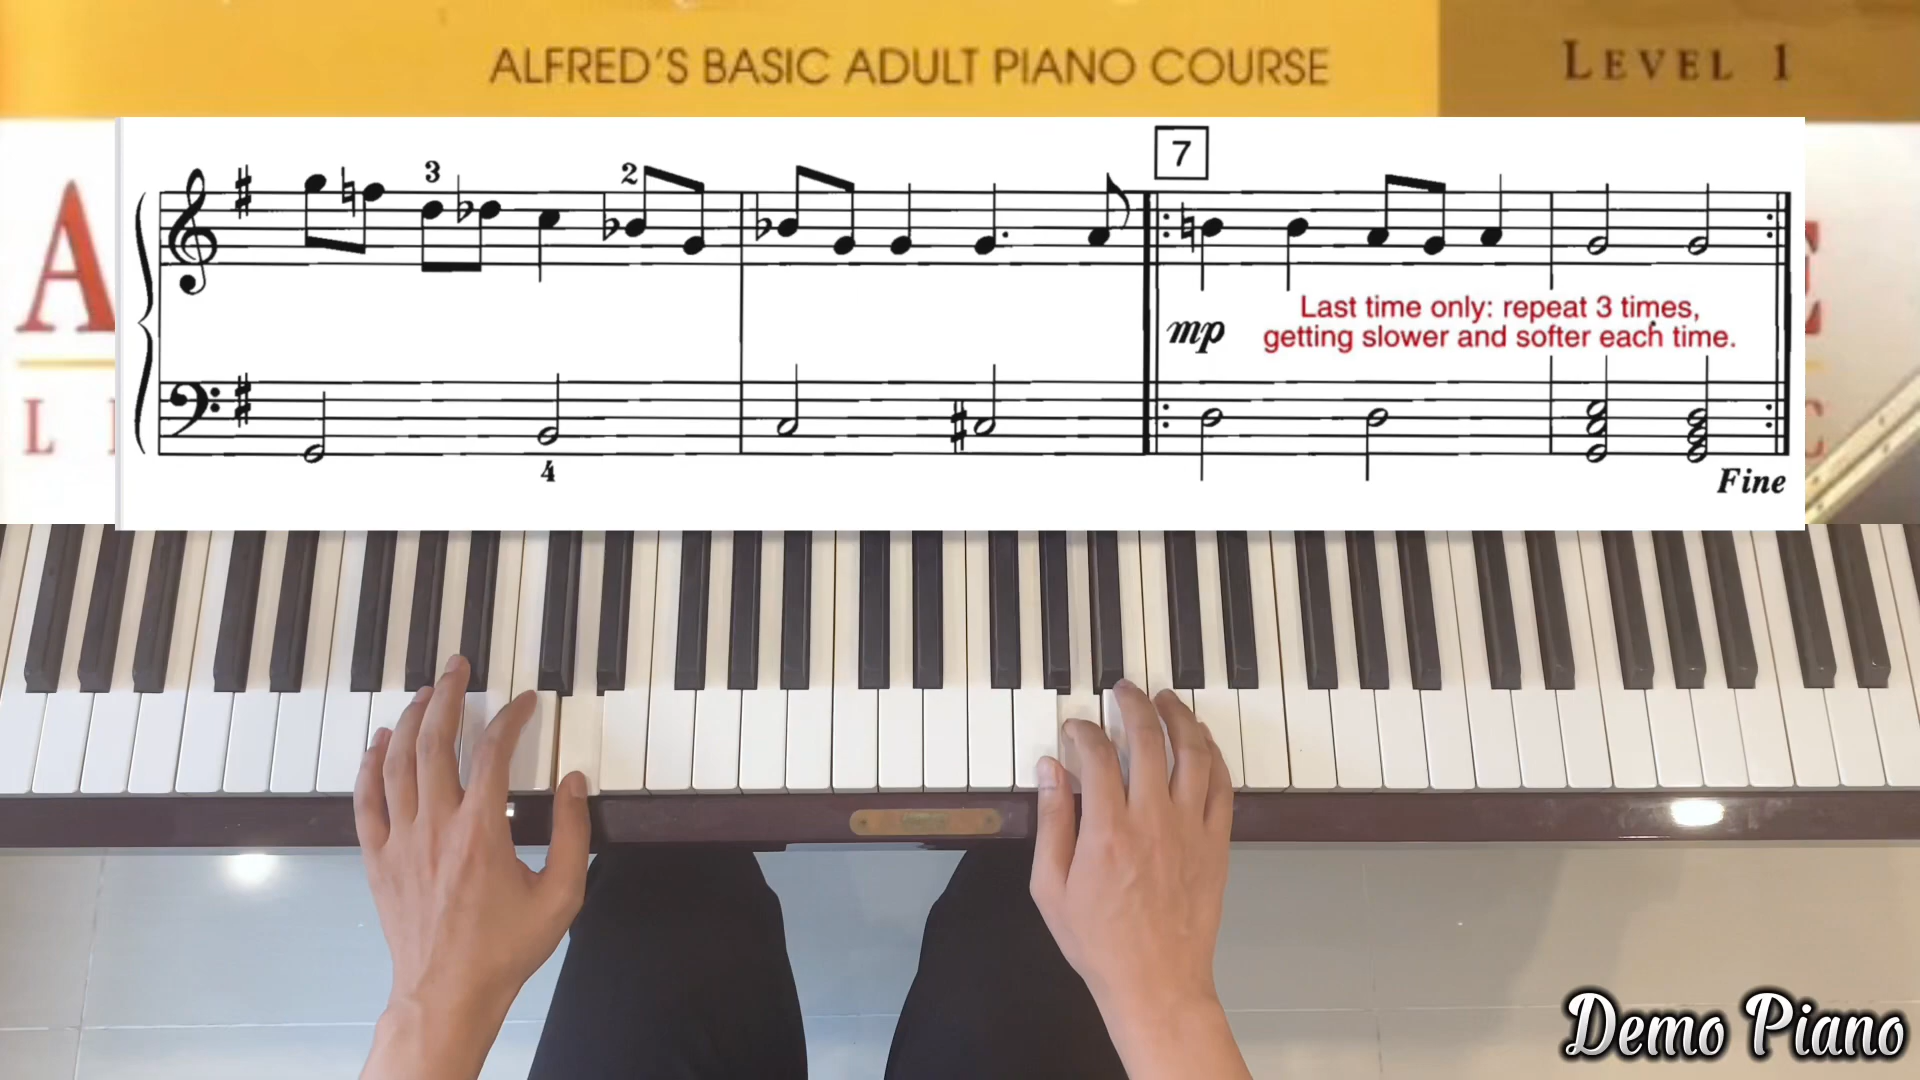 ALFRED'S BASIC ADULT PIANO COURSE
LEVEL 1
7
3
2
mp
Last time only: repeat 3 times,
getting slower and softer each time.
4
Fine
Demo Piano